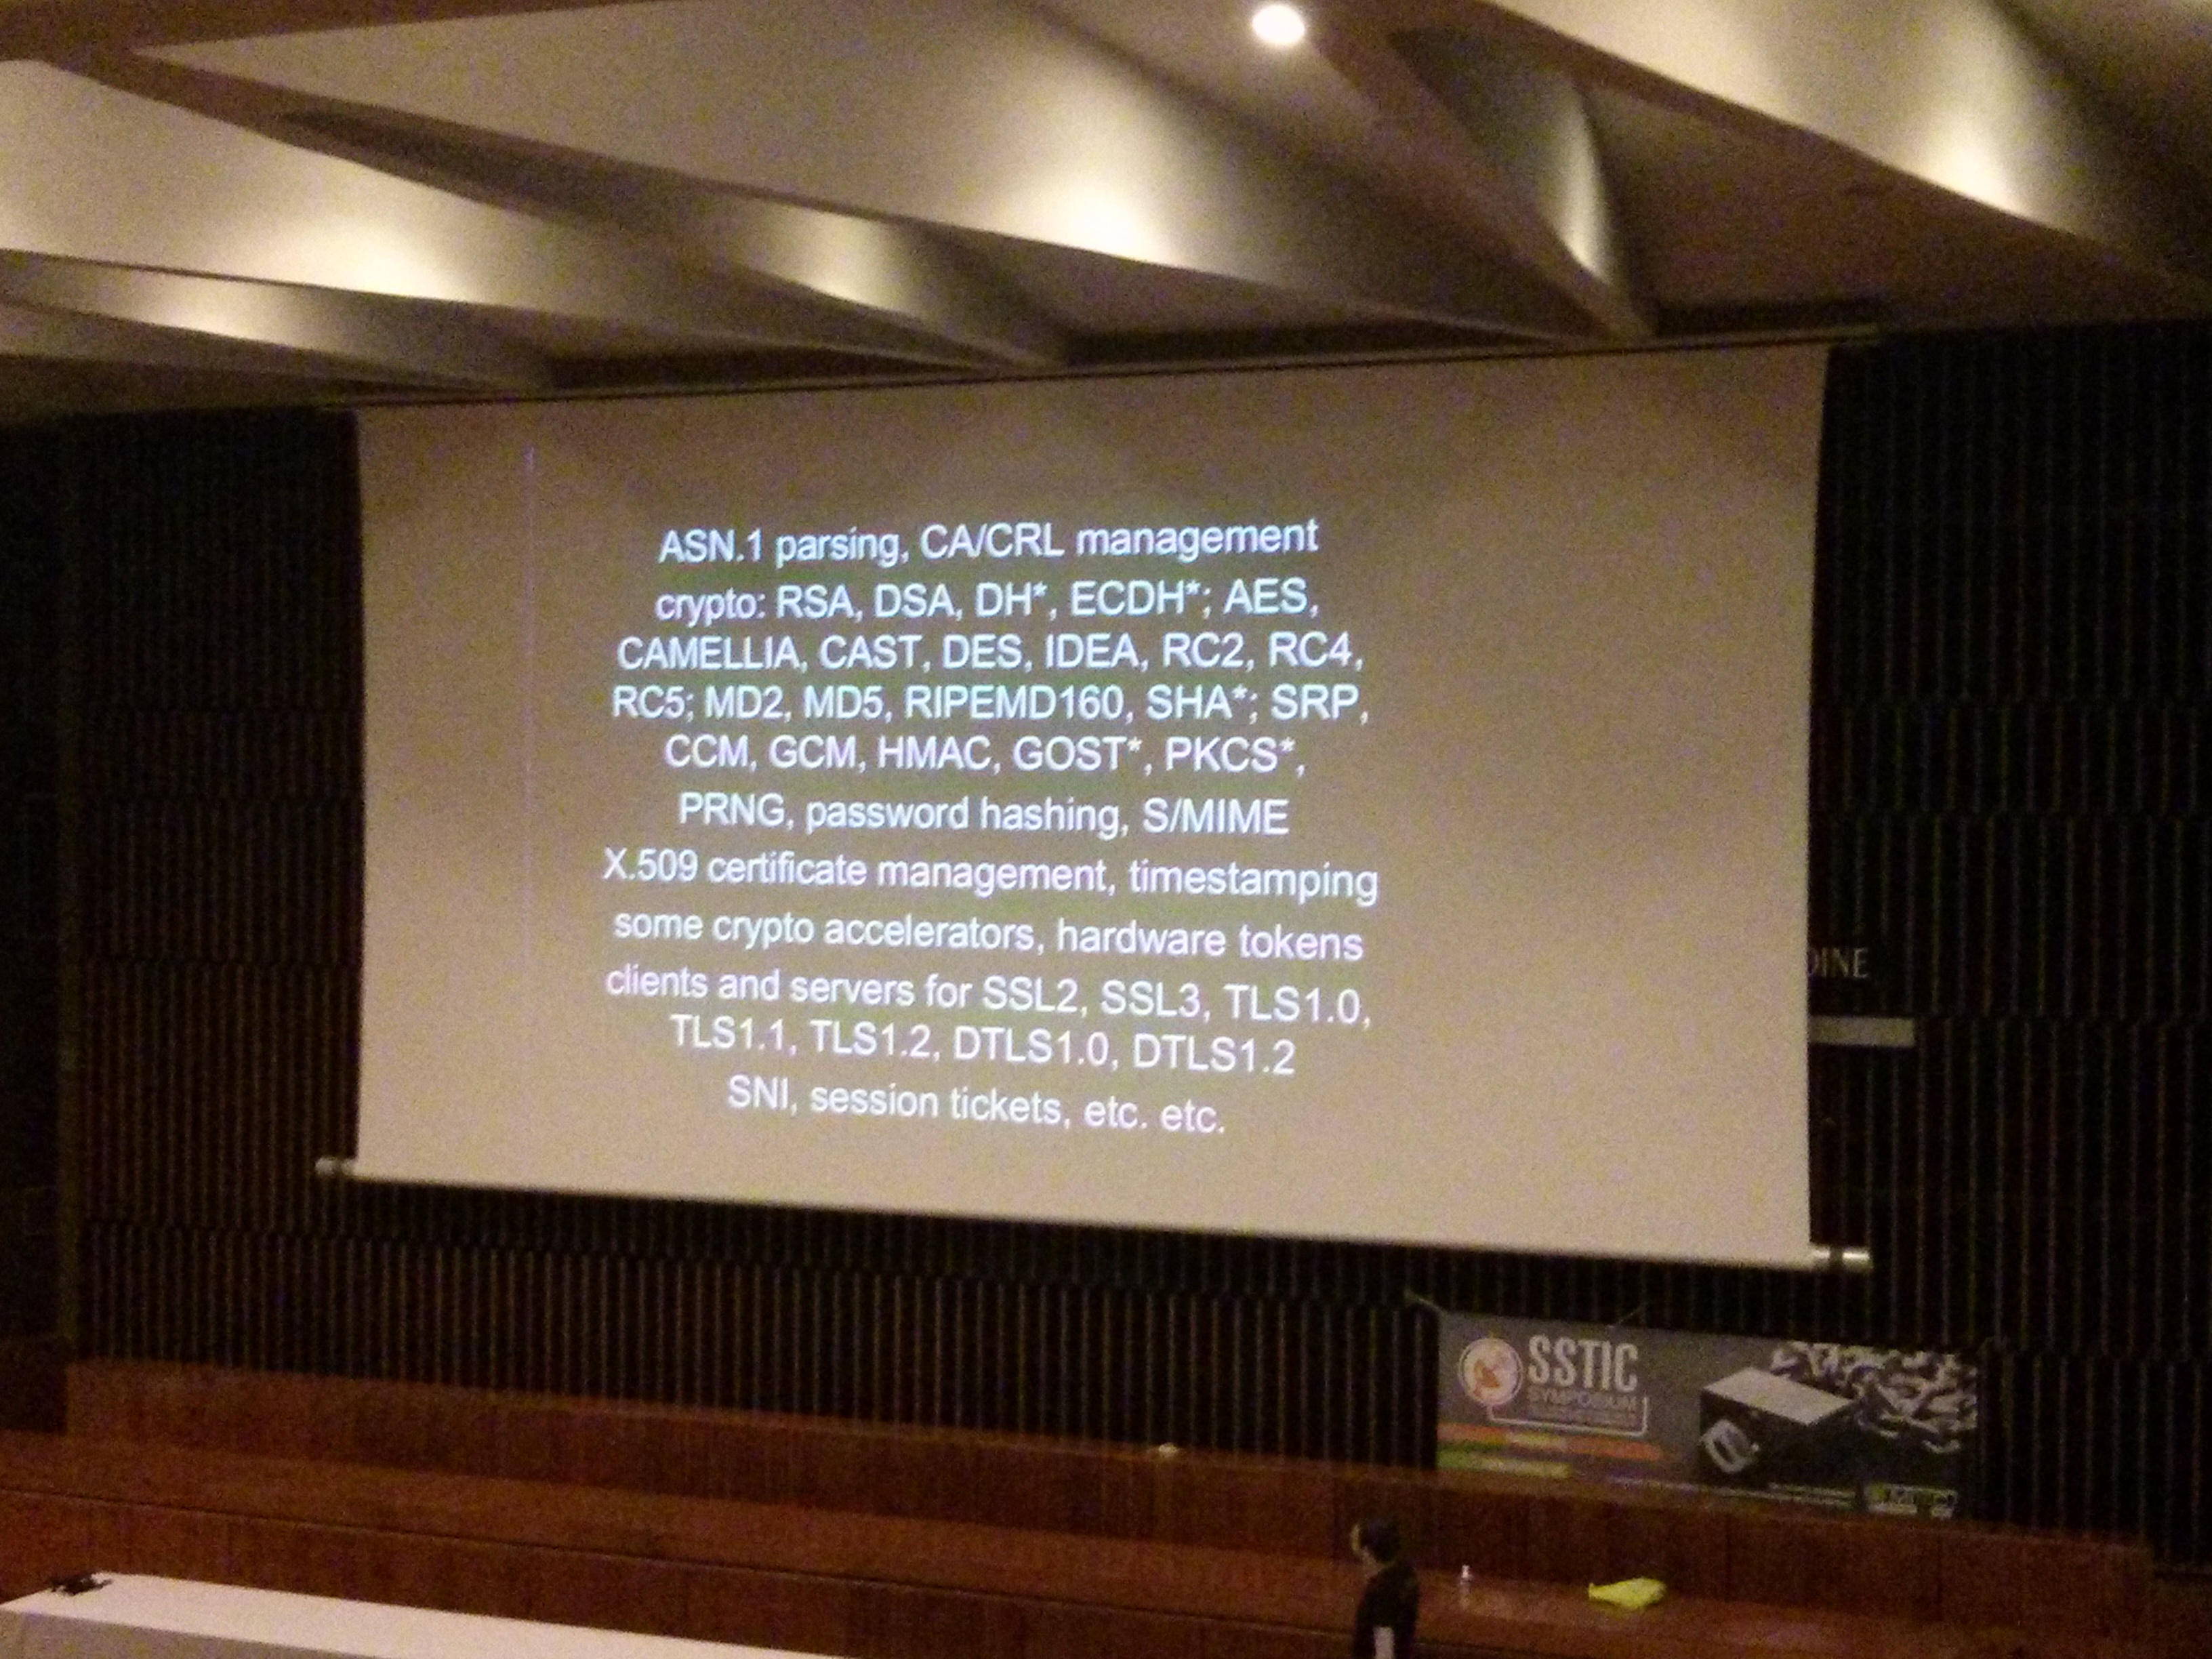 ASN.1 parsing, CA/CRL management
crypto: RSA, DSA, DH*, ECDH*; AES,
CAMELLIA, CAST, DES, IDEA, RC2, RC4,
RC5; MD2, MD5, RIPEMD160, SHA*; SRP,
CCM, GCM, HMAC, GOST*, PKCS*,
PRNG, password hashing, S/MIME
X.509 certificate management, timestamping
some crypto accelerators, hardware tokens
clients and servers for SSL2, SSL3, TLS1.0,
TLS1.1, TLS1.2, DTLS1.0, DTLS1.2
SNI, session tickets, etc. etc.
DINE
SSTIC
SYMPOSIUM